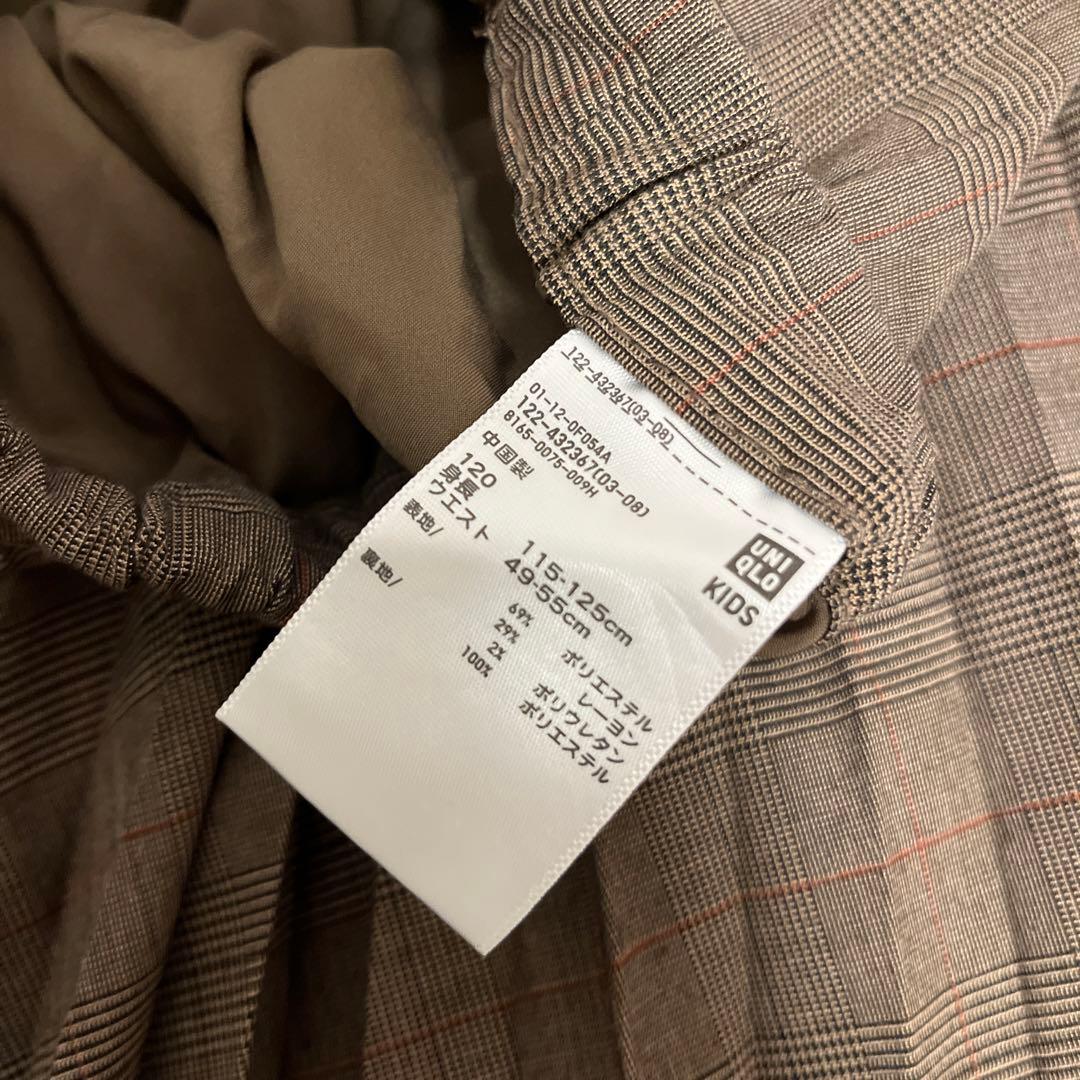 122-432367(03-08)
01-12-0F054A
122-432367(03-08)
8165-0075-009H
中国製
120
身長 115-125cm
ウエスト 49-55cm
表地/ 69% ポリエステル
29% レーヨン
2% ポリウレタン
裏地/ 100% ポリエステル
UNI
QLO
KIDS